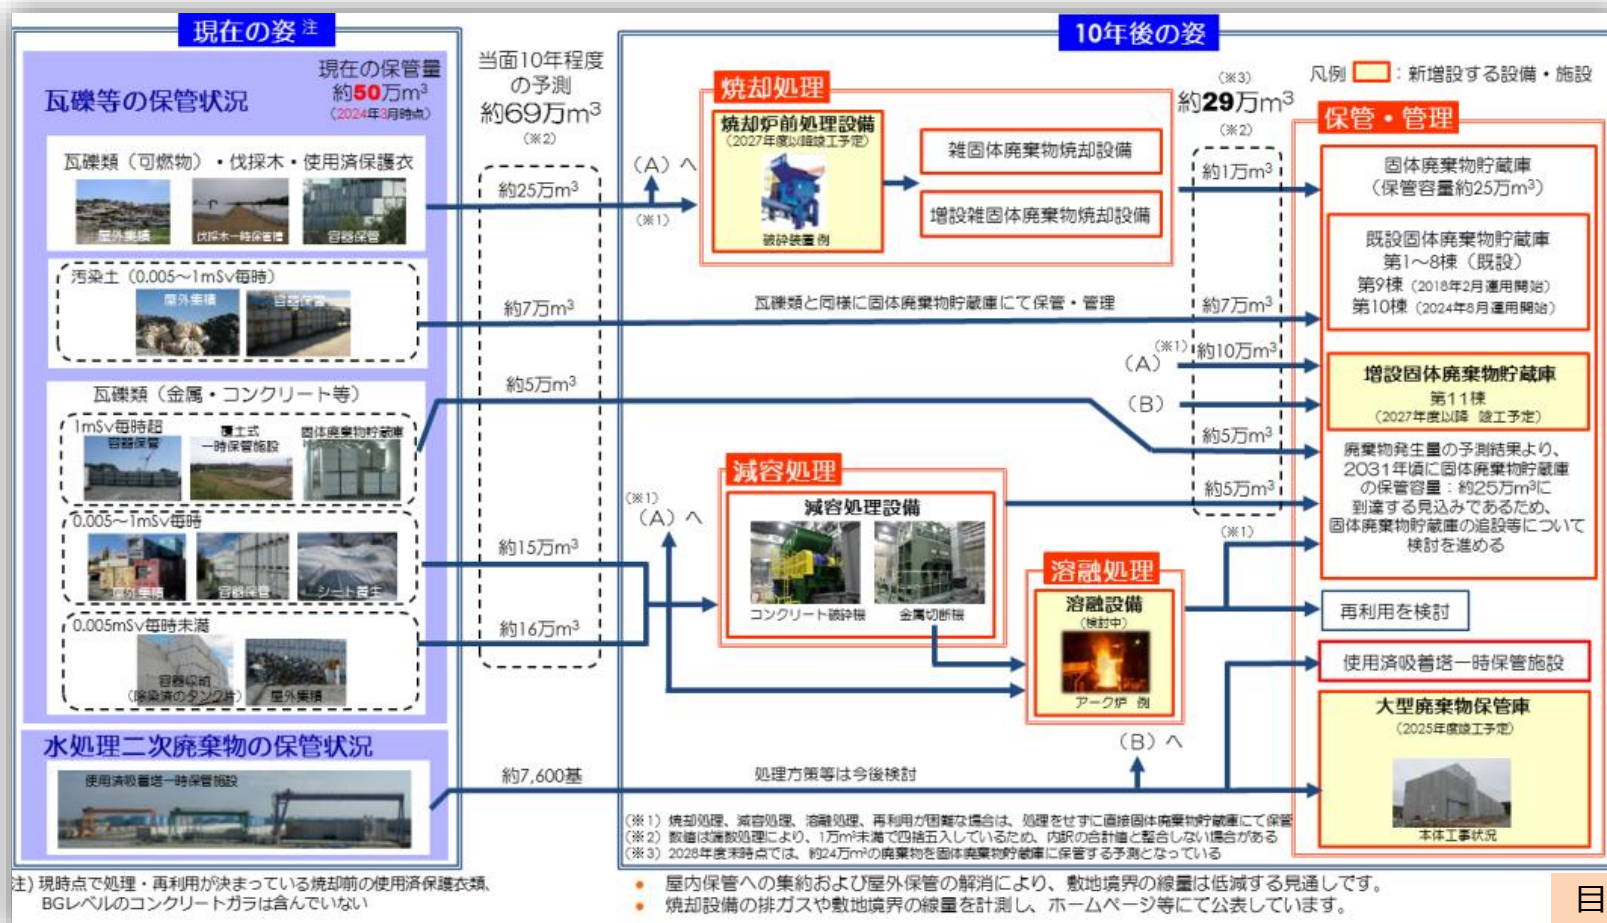 現在の姿 注
瓦礫等の保管状況
現在の保管量
約50万m³
(2024年3月時点)
瓦礫類（可燃物）・伐採木・使用済保護衣
屋外集積
伐採木一時保管槽
容器保管
汚染土（0.005～1mSv毎時）
屋外集積
容器保管
瓦礫類（金属・コンクリート等）
1mSv毎時超
容器保管
覆土式
一時保管施設
固体廃棄物貯蔵庫
0.005～1mSv毎時
屋外集積
容器保管
シート養生
0.005mSv毎時未満
容器収納
(除染済のタンク片)
屋外集積
水処理二次廃棄物の保管状況
使用済吸着塔一時保管施設
当面10年程度
の予測
約69万m³
(※2)
約25万m³
約7万m³
約5万m³
約15万m³
約16万m³
約7,600基
10年後の姿
凡例 ：新増設する設備・施設
(A) へ
(※1)
焼却処理
焼却炉前処理設備
(2027年度以降竣工予定)
破砕装置例
雑固体廃棄物焼却設備
増設雑固体廃棄物焼却設備
瓦礫類と同様に固体廃棄物貯蔵庫にて保管・管理
(※1)
(A) へ
減容処理
減容処理設備
コンクリート破砕機
金属切断機
溶融処理
溶融設備
(検討中)
アーク炉 例
(B) へ
処理方策等は今後検討
(※3)
約29万m³
(※2)
約1万m³
約7万m³
(A)
(※1)
約10万m³
(B)
約5万m³
約5万m³
(※1)
保管・管理
固体廃棄物貯蔵庫
（保管容量約25万m³）
既設固体廃棄物貯蔵庫
第1～8棟（既設）
第9棟（2018年2月運用開始）
第10棟（2024年8月運用開始）
増設固体廃棄物貯蔵庫
第11棟
(2027年度以降 竣工予定)
廃棄物発生量の予測結果より、
2031年頃に固体廃棄物貯蔵庫
の保管容量：約25万m³に
到達する見込みであるため、
固体廃棄物貯蔵庫の追設等について
検討を進める
再利用を検討
使用済吸着塔一時保管施設
大型廃棄物保管庫
(2025年度竣工予定)
本体工事状況
(※1) 焼却処理、減容処理、溶融処理、再利用が困難な場合は、処理をせずに直接固体廃棄物貯蔵庫にて保管
(※2) 数値は端数処理により、1万m³未満で四捨五入しているため、内訳の合計値と整合しない場合がある
(※3) 2028年度末時点では、約24万m³の廃棄物を固体廃棄物貯蔵庫に保管する予測となっている
注) 現時点で処理・再利用が決まっている焼却前の使用済保護衣類、
BGレベルのコンクリートガラは含んでいない
• 屋内保管への集約および屋外保管の解消により、敷地境界の線量は低減する見通しです。
• 焼却設備の排ガスや敷地境界の線量を計測し、ホームページ等にて公表しています。
目